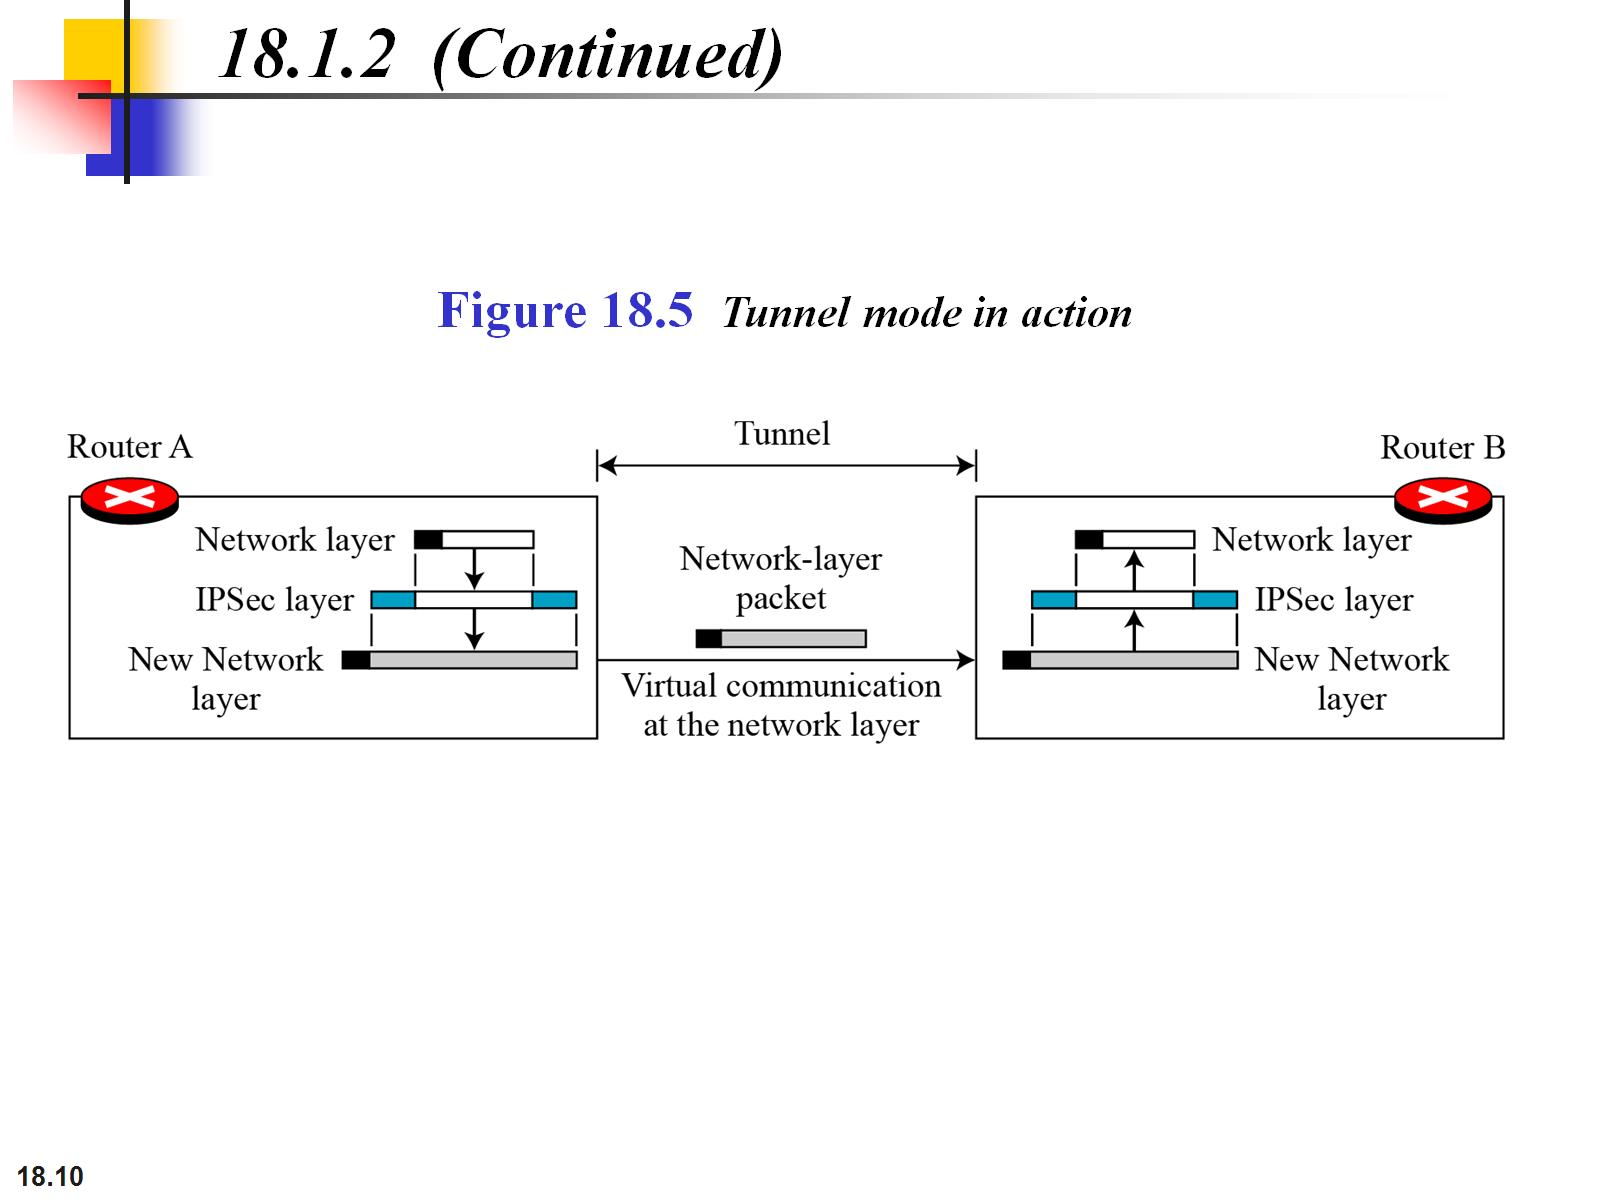 18.1.2 (Continued)
Figure 18.5 Tunnel mode in action
Tunnel
Router A
Router B
Network layer
IPSec layer
New Network
layer
Network-layer
packet
Virtual communication
at the network layer
Network layer
IPSec layer
New Network
layer
18.10